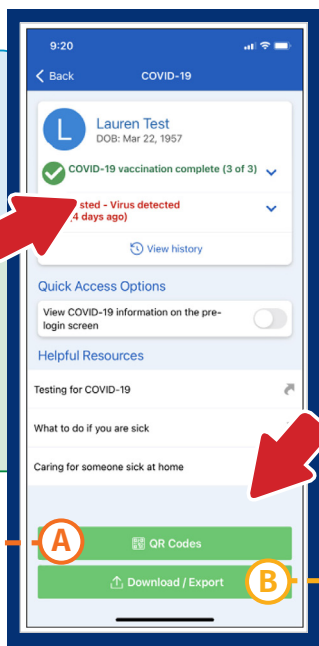 9:20
Back COVID-19
L
Lauren Test
DOB: Mar 22, 1957
COVID-19 vaccination complete (3 of 3)
sted - Virus detected
4 days ago)
View history
Quick Access Options
View COVID-19 information on the pre-
login screen
Helpful Resources
Testing for COVID-19
What to do if you are sick
Caring for someone sick at home
A
QR Codes
Download / Export
B